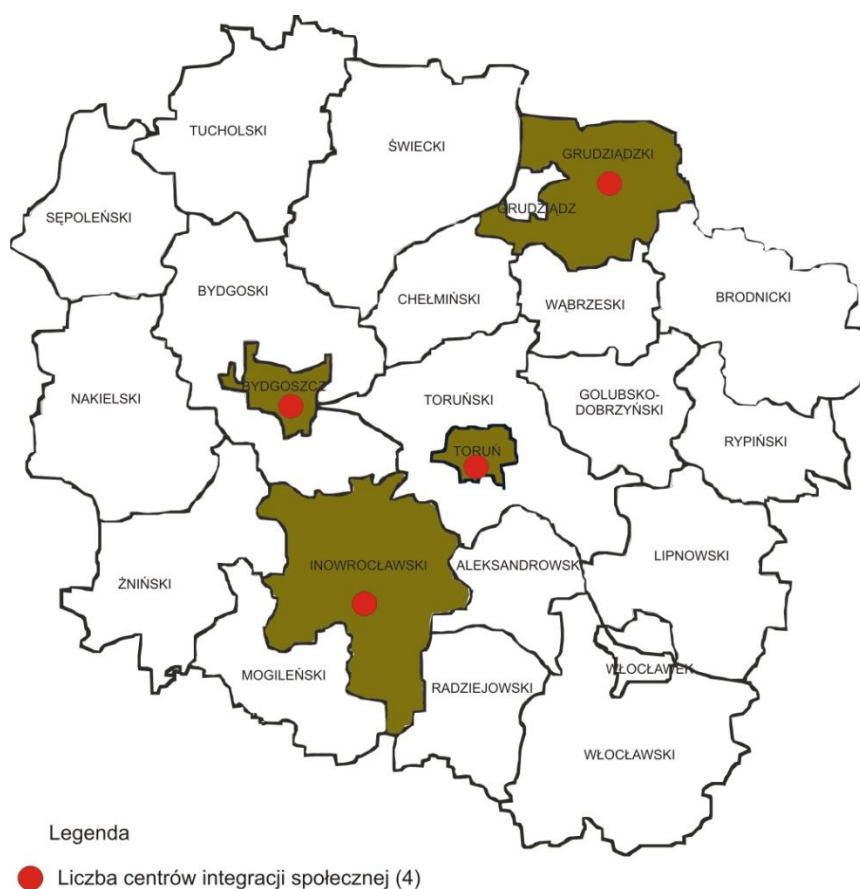 TUCHOLSKI
ŚWIECKI
GRUDZIĄDZKI
SĘPOLEŃSKI
GRUDZIĄDZ
BYDGOSKI
CHEŁMIŃSKI
WĄBRZESKI
BRODNICKI
NAKIELSKI
BYDGOSZCZ
TORUŃSKI
GOLUBSKO-
DOBRZYŃSKI
RYPIŃSKI
TORUŃ
INOWROCŁAWSKI
ALEKSANDROWSK
LIPNOWSKI
ŻNIŃSKI
MOGILEŃSKI
RADZIEJOWSKI
WŁOCŁAWEK
WŁOCŁAWSKI
Legenda
Liczba centrów integracji społecznej (4)